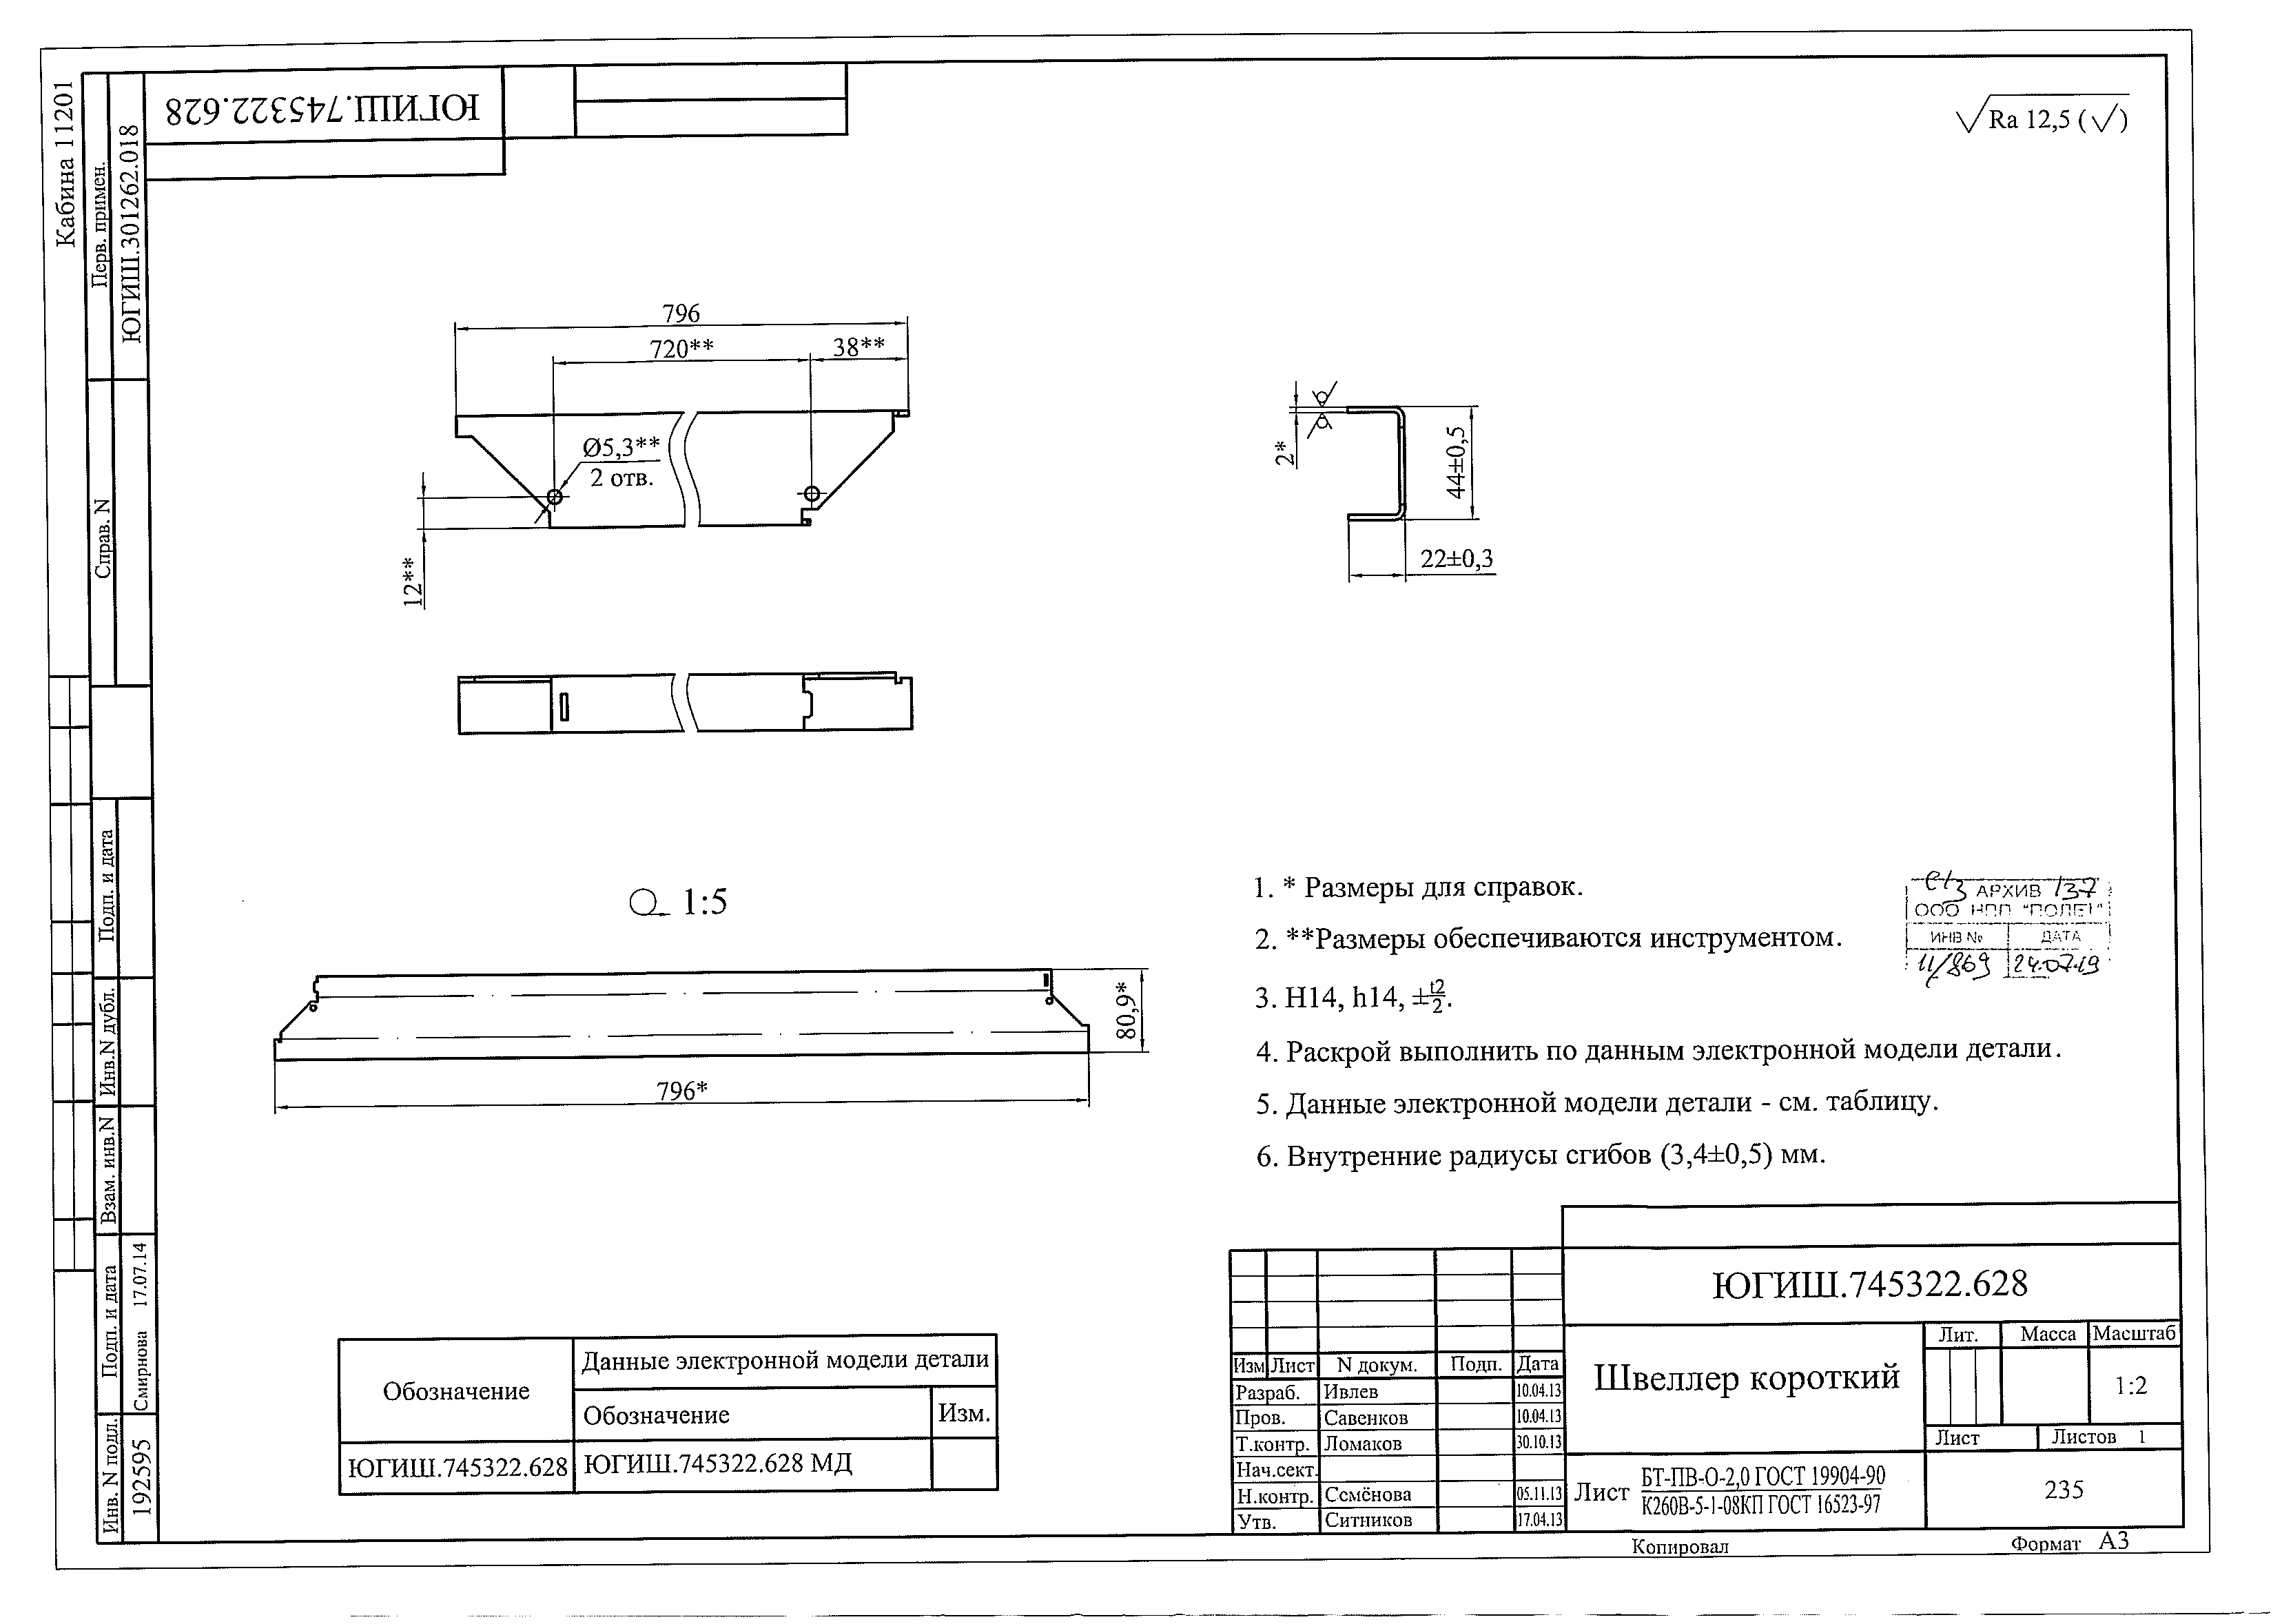 Кабина 11201
Перв. примен.
ЮГИШ.301262.018
Справ. N
Подп. и дата
Инв.N дубл.
Взам. инв.N
Подп. и дата
Смирнова 17.07.14
Инв. N подл.
192595
ЮГИШ.745322.628
Ra 12,5 (√)
796
720**
38**
Ø5,3**
2 отв.
12**
2*
44±0,5
22±0,3
1:5
80,9*
796*
1. * Размеры для справок.
2. **Размеры обеспечиваются инструментом.
3. H14, h14, ±t2/2.
4. Раскрой выполнить по данным электронной модели детали.
5. Данные электронной модели детали - см. таблицу.
6. Внутренние радиусы сгибов (3,4±0,5) мм.
АРХИВ 137
ООО НПП "ПОЛЕТ"
ИНВ № ДАТА
11/869 24.07.19
Обозначение
Данные электронной модели детали
Обозначение Изм.
ЮГИШ.745322.628 ЮГИШ.745322.628 МД
ЮГИШ.745322.628
Швеллер короткий
Лит. Масса Масштаб
1:2
Лист Листов 1
Изм Лист N докум. Подп. Дата
Разраб. Ивлев 10.04.13
Пров. Савенков 10.04.13
Т.контр. Ломаков 30.10.13
Нач.сект.
Н.контр. Семёнова 05.11.13
Утв. Ситников 17.04.13
Лист БТ-ПВ-О-2,0 ГОСТ 19904-90
К260В-5-1-08КП ГОСТ 16523-97
235
Копировал Формат А3